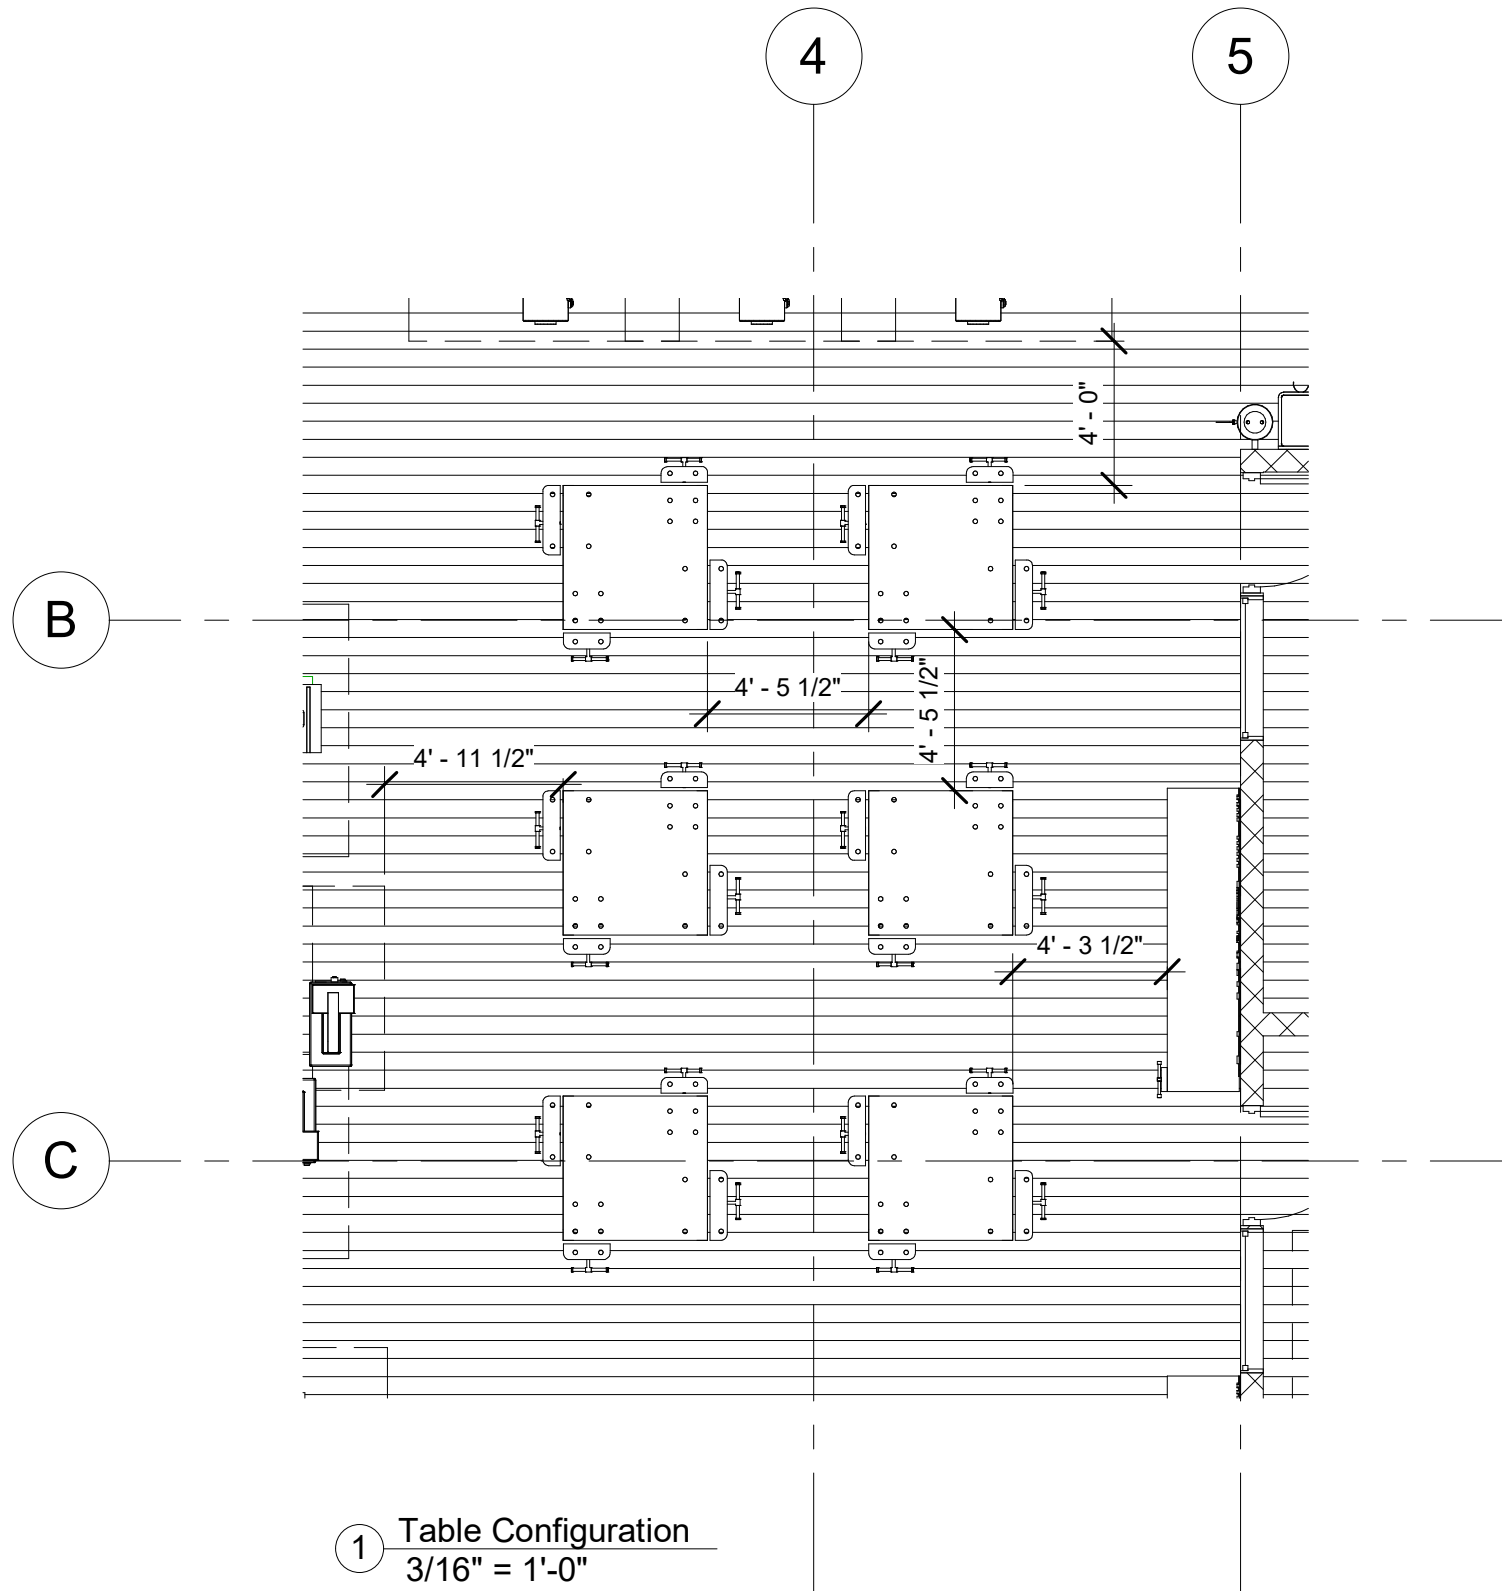 4
5
4' - 0"
B
4' - 5 1/2"
4' - 5 1/2"
4' - 11 1/2"
4' - 3 1/2"
C
1
Table Configuration
3/16" = 1'-0"